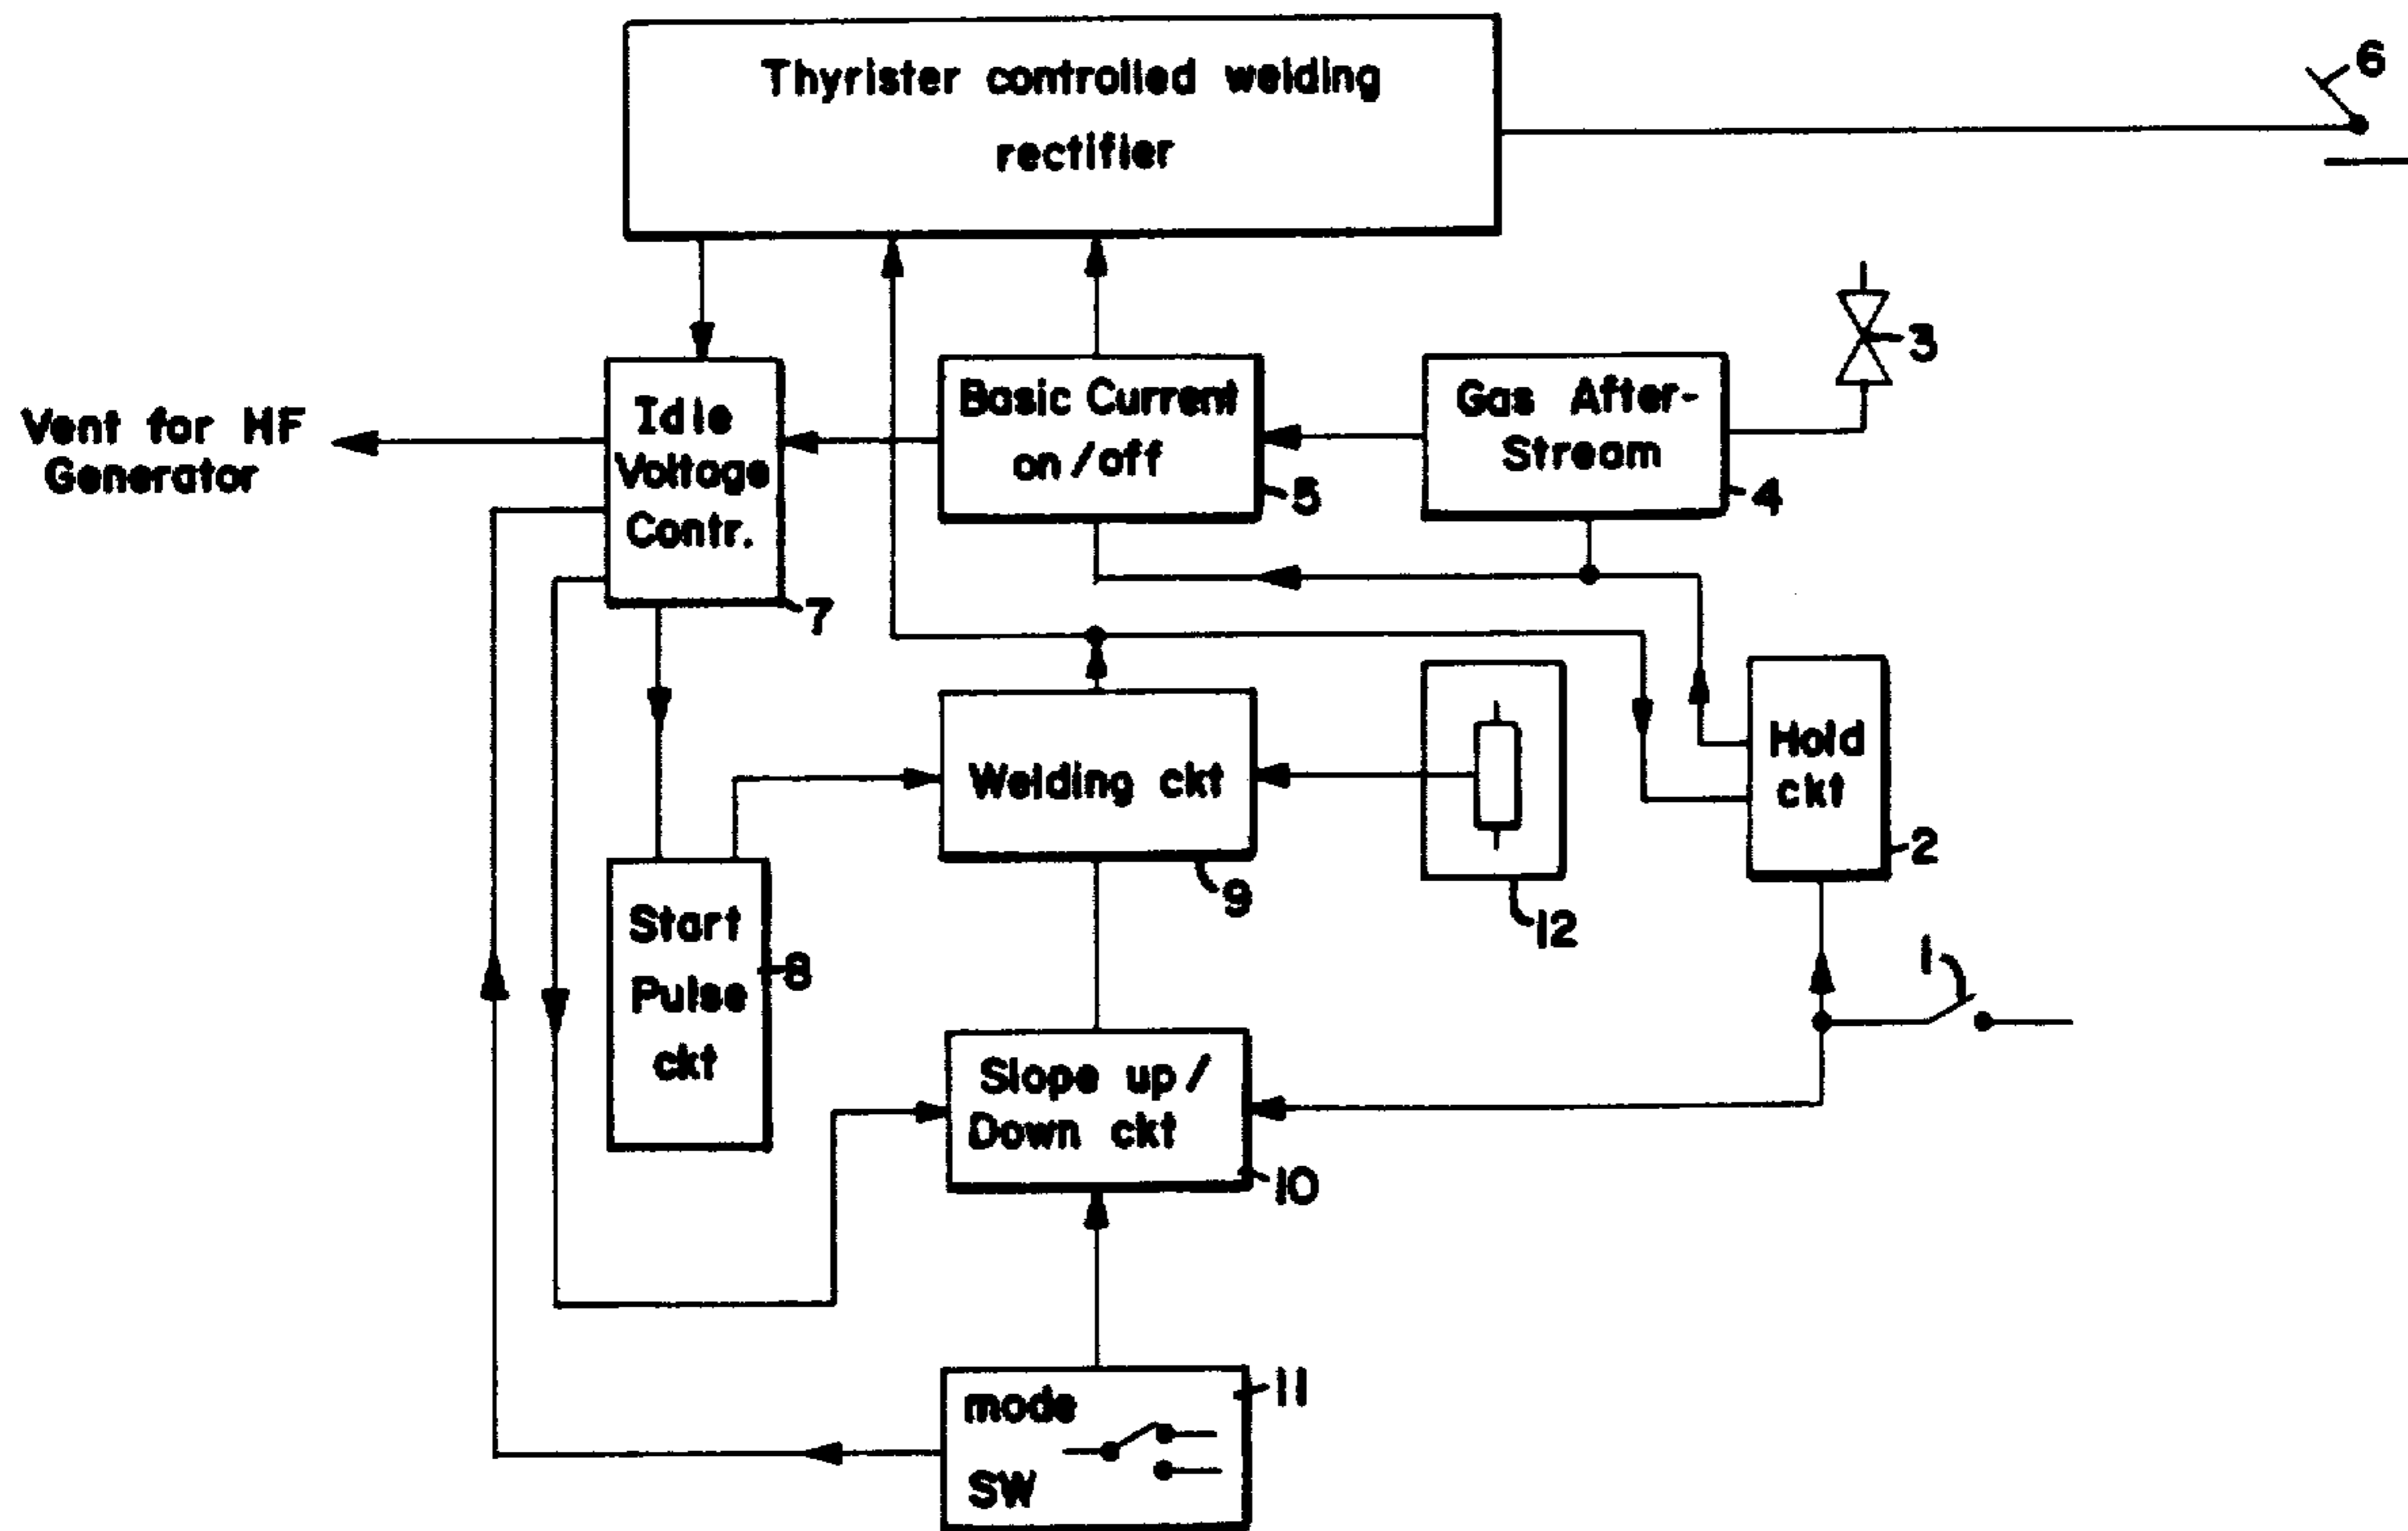 Thyrister controlled welding
rectifier
6
3
Vent for HF
Generator
Idle
Voltage
Contr.
7
Basic Current
on/off
5
Gas After-
Stream
4
Welding ckt
9
12
Hold
ckt
2
Start
Pulse
ckt
8
1
Slope up/
Down ckt
10
mode
SW
11